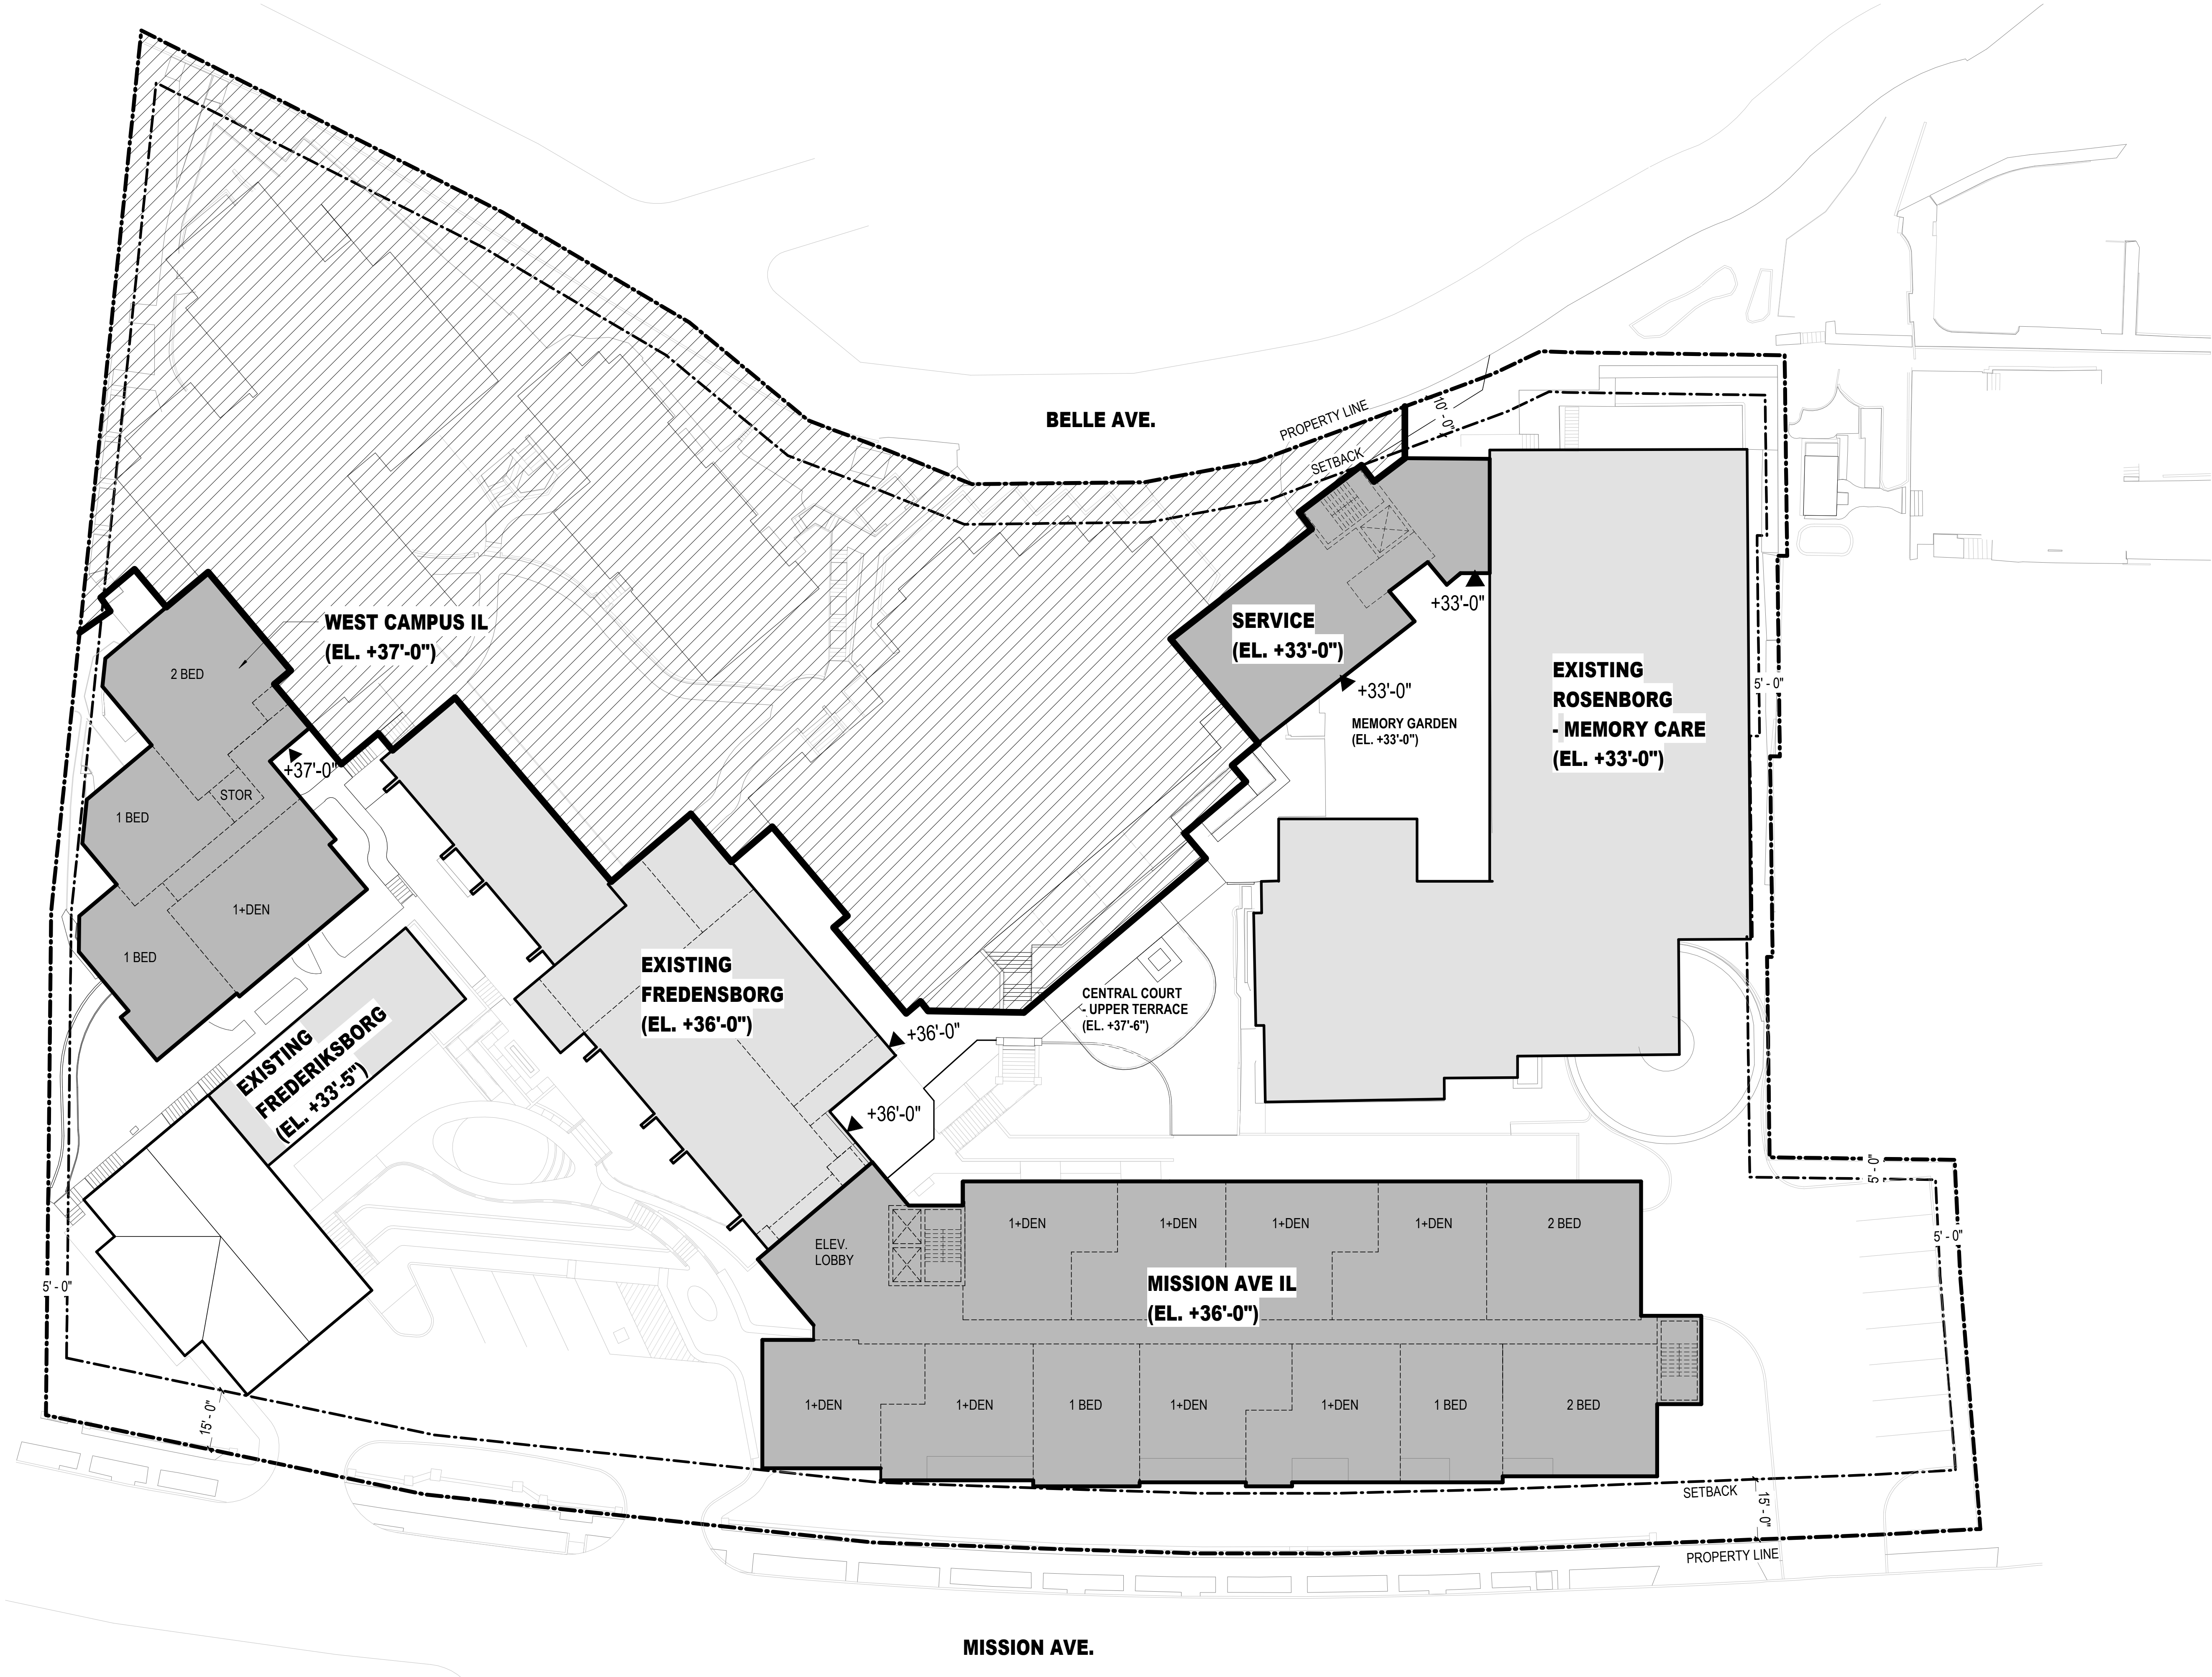 BELLE AVE.
PROPERTY LINE
10' - 0"
SETBACK
+33'-0"
SERVICE
(EL. +33'-0")
+33'-0"
MEMORY GARDEN
(EL. +33'-0")
EXISTING
ROSENBORG
- MEMORY CARE
(EL. +33'-0")
5' - 0"
WEST CAMPUS IL
(EL. +37'-0")
2 BED
+37'-0"
STOR
1 BED
1+DEN
1 BED
EXISTING
FREDENSBORG
(EL. +36'-0")
+36'-0"
+36'-0"
CENTRAL COURT
- UPPER TERRACE
(EL. +37'-6")
EXISTING
FREDERIKSBORG
(EL. +33'-5")
5' - 0"
5' - 0"
5' - 0"
ELEV.
LOBBY
1+DEN
1+DEN
1+DEN
1+DEN
2 BED
MISSION AVE IL
(EL. +36'-0")
1+DEN
1+DEN
1 BED
1+DEN
1+DEN
1 BED
2 BED
15' - 0"
SETBACK
15' - 0"
PROPERTY LINE
MISSION AVE.